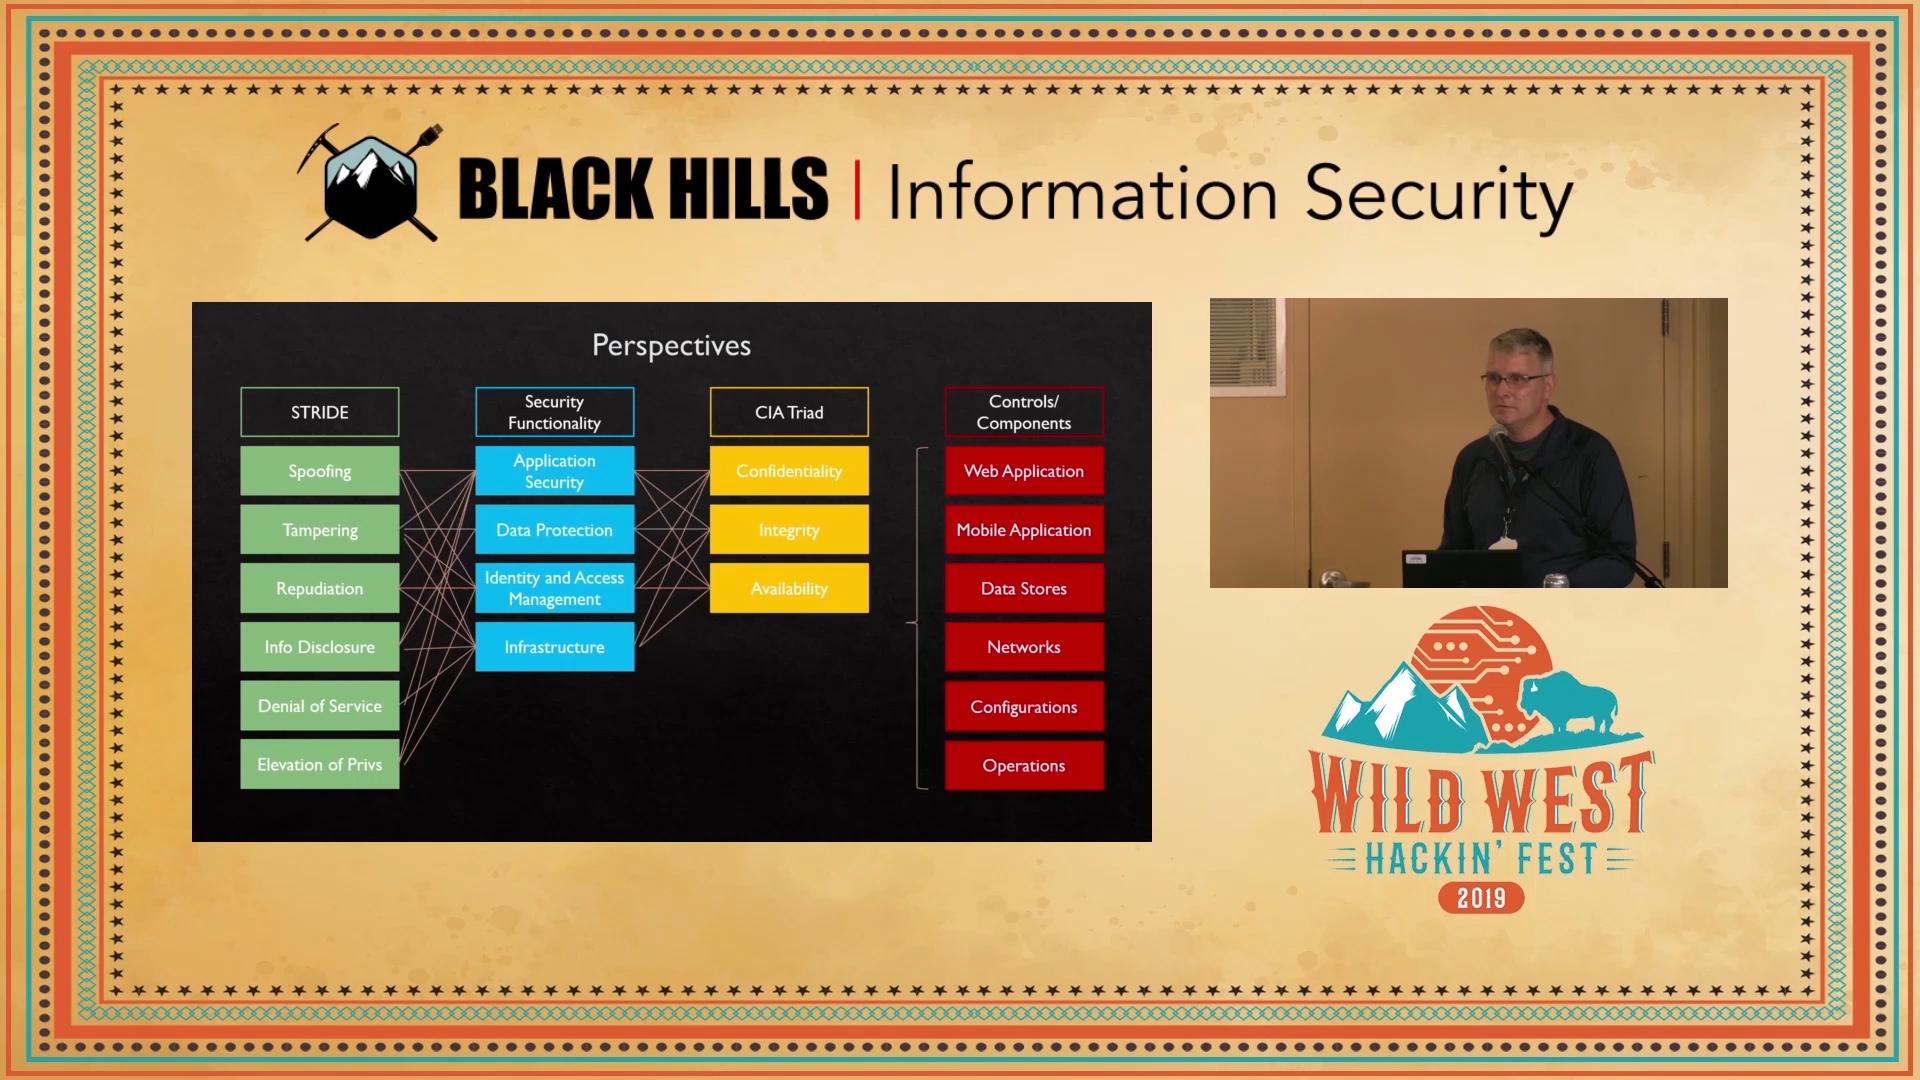 BLACK HILLS | Information Security
Perspectives
STRIDE
Spoofing
Tampering
Repudiation
Info Disclosure
Denial of Service
Elevation of Privs
Security
Functionality
Application
Security
Data Protection
Identity and Access
Management
Infrastructure
CIA Triad
Confidentiality
Integrity
Availability
Controls/
Components
Web Application
Mobile Application
Data Stores
Networks
Configurations
Operations
WILD WEST
HACKIN' FEST
2019